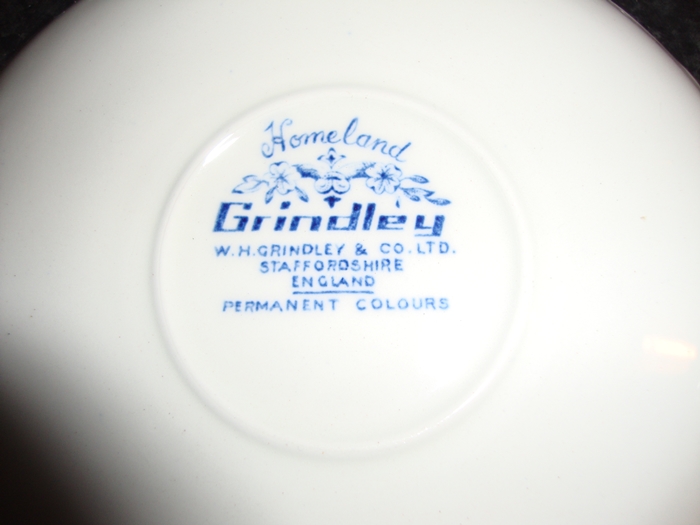 Homeland
Grindley
W.H.GRINDLEY & CO.LTD.
STAFFORDSHIRE
ENGLAND
PERMANENT COLOURS